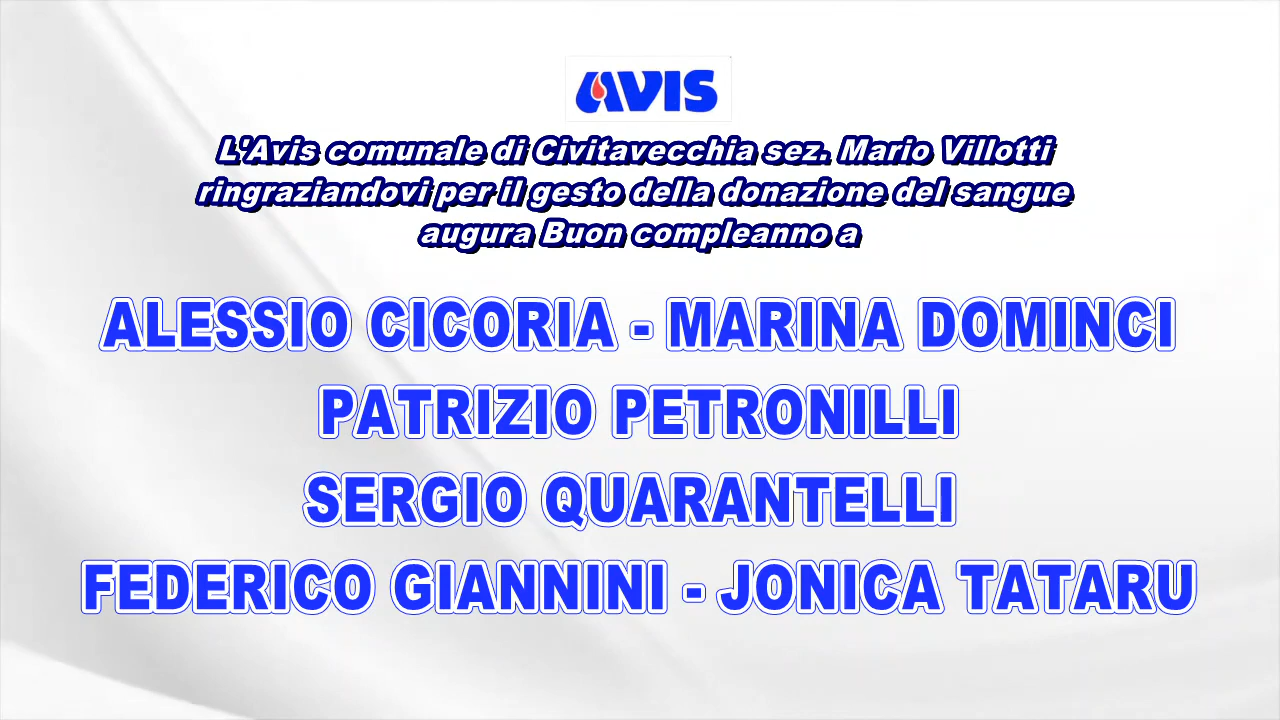 AVIS
L'Avis comunale di Civitavecchia sez. Mario Villotti
ringraziandovi per il gesto della donazione del sangue
augura Buon compleanno a
ALESSIO CICORIA - MARINA DOMINCI
PATRIZIO PETRONILLI
SERGIO QUARANTELLI
FEDERICO GIANNINI - JONICA TATARU